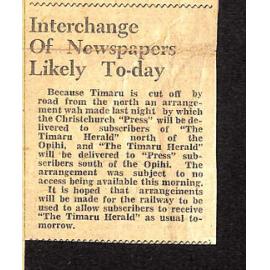 Interchange
Of Newspapers
Likely To-day
Because Timaru is cut off by
road from the north an arrange-
ment wah made last night by which
the Christchurch "Press" will be de-
livered to subscribers of "The
Timaru Herald" north of the
Opihi, and "The Timaru Herald"
will be delivered to "Press" sub-
scribers south of the Opihi. The
arrangement was subject to no
access being available this morning.
It is hoped that arrangements
will be made for the railway to be
used to allow subscribers to receive
"The Timaru Herald" as usual to-
morrow.